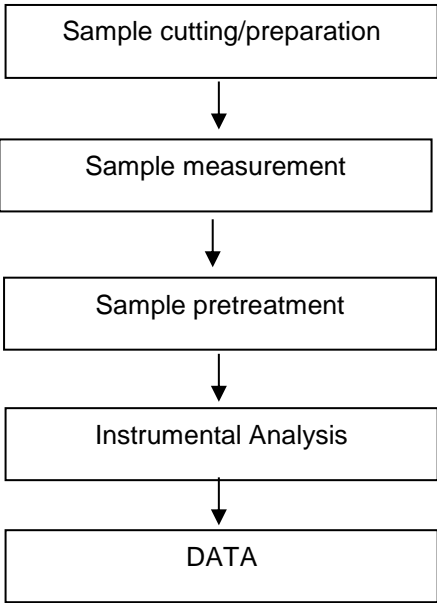 Sample cutting/preparation
Sample measurement
Sample pretreatment
Instrumental Analysis
DATA